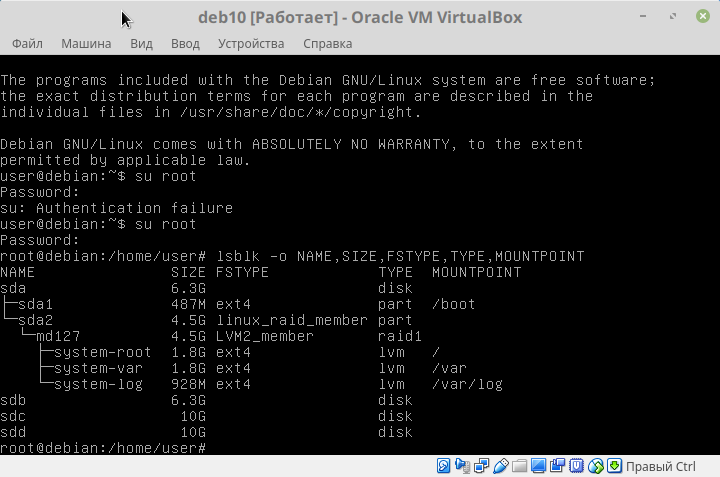 deb10 [Работает] - Oracle VM VirtualBox
Файл Машина Вид Ввод Устройства Справка
The programs included with the Debian GNU/Linux system are free software;
the exact distribution terms for each program are described in the
individual files in /usr/share/doc/*/copyright.
Debian GNU/Linux comes with ABSOLUTELY NO WARRANTY, to the extent
permitted by applicable law.
user@debian:~$ su root
Password:
su: Authentication failure
user@debian:~$ su root
Password:
root@debian:/home/user# lsblk -o NAME,SIZE,FSTYPE,TYPE,MOUNTPOINT
NAME                SIZE FSTYPE            TYPE  MOUNTPOINT
sda                 6.3G                   disk
├─sda1              487M ext4              part  /boot
└─sda2              4.5G linux_raid_member part
  └─md127           4.5G LVM2_member       raid1
    ├─system-root   1.8G ext4              lvm   /
    ├─system-var    1.8G ext4              lvm   /var
    └─system-log    928M ext4              lvm   /var/log
sdb                 6.3G                   disk
sdc                  10G                   disk
sdd                  10G                   disk
root@debian:/home/user#
Правый Ctrl